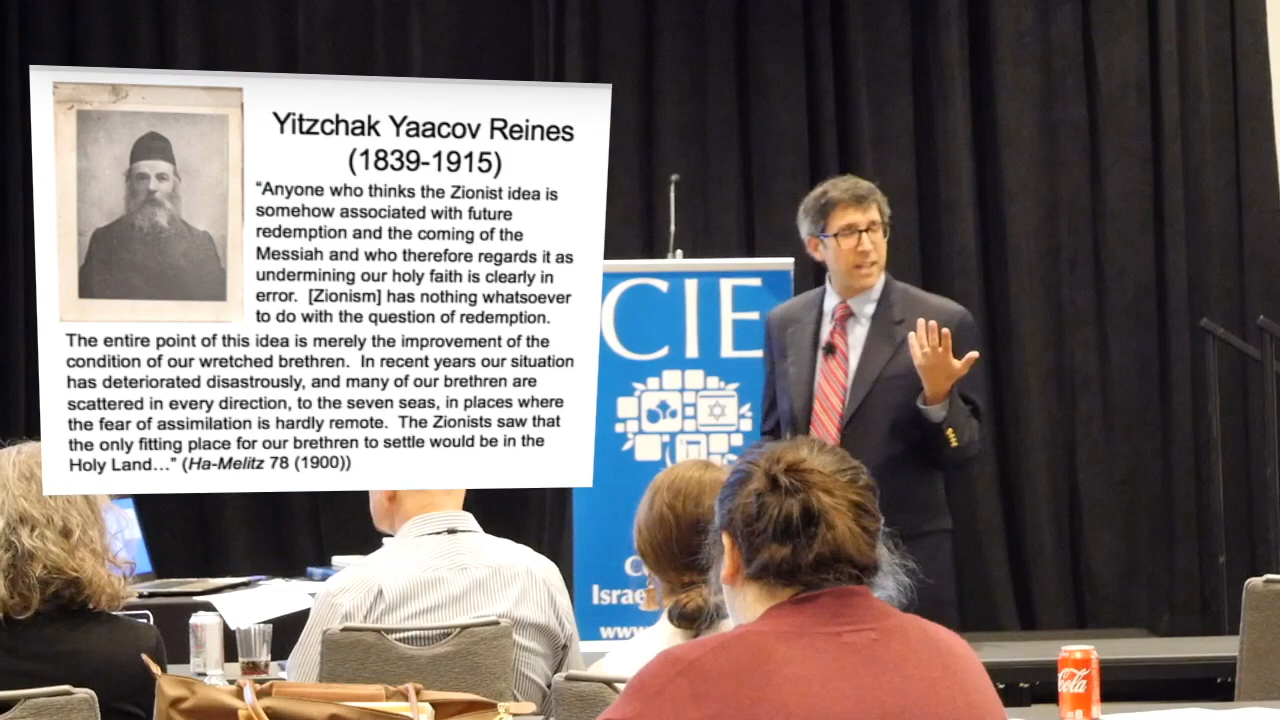 Yitzchak Yaacov Reines
(1839-1915)
“Anyone who thinks the Zionist idea is
somehow associated with future
redemption and the coming of the
Messiah and who therefore regards it as
undermining our holy faith is clearly in
error.  [Zionism] has nothing whatsoever
to do with the question of redemption.
The entire point of this idea is merely the improvement of the
condition of our wretched brethren.  In recent years our situation
has deteriorated disastrously, and many of our brethren are
scattered in every direction, to the seven seas, in places where
the fear of assimilation is hardly remote.  The Zionists saw that
the only fitting place for our brethren to settle would be in the
Holy Land…” (Ha-Melitz 78 (1900))
CIE